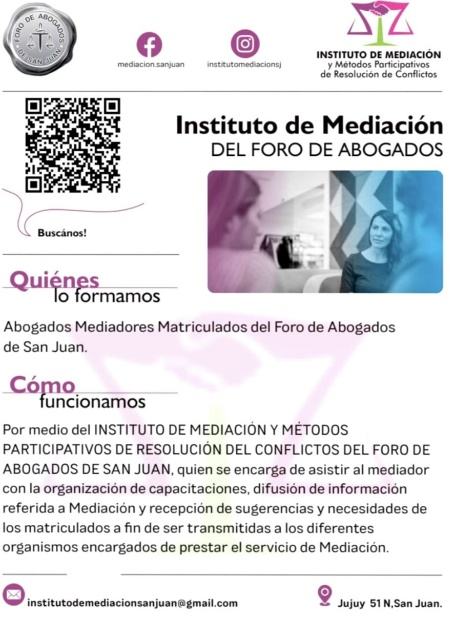 FORO DE ABOGADOS
DE SAN JUAN
mediacion.sanjuan
institutomediacionsj
INSTITUTO DE MEDIACIÓN
y Métodos Participativos
de Resolución de Conflictos
Instituto de Mediación
DEL FORO DE ABOGADOS
Buscános!
Quiénes
lo formamos
Abogados Mediadores Matriculados del Foro de Abogados
de San Juan.
Cómo
funcionamos
Por medio del INSTITUTO DE MEDIACIÓN Y MÉTODOS
PARTICIPATIVOS DE RESOLUCIÓN DEL CONFLICTOS DEL FORO DE
ABOGADOS DE SAN JUAN, quien se encarga de asistir al mediador
con la organización de capacitaciones, difusión de información
referida a Mediación y recepción de sugerencias y necesidades de
los matriculados a fin de ser transmitidas a los diferentes
organismos encargados de prestar el servicio de Mediación.
institutodemediacionsanjuan@gmail.com
Jujuy 51 N,San Juan.